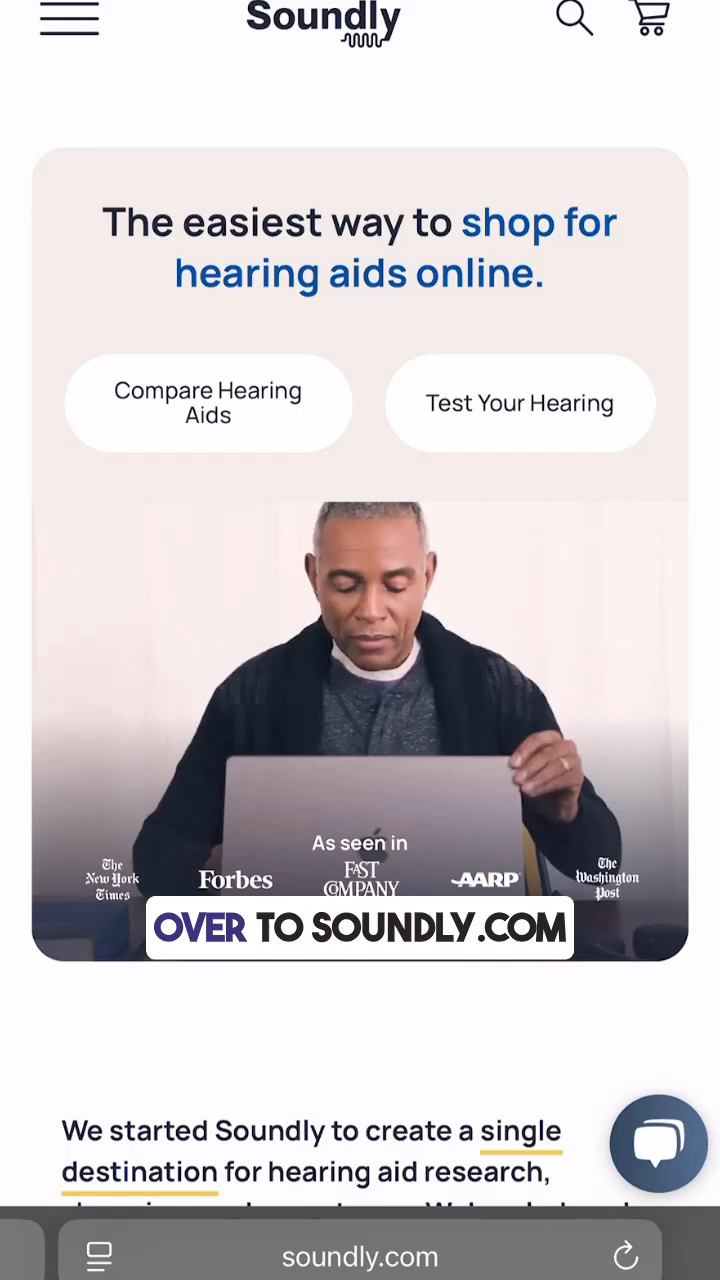 Soundly
The easiest way to shop for
hearing aids online.
Compare Hearing
Aids
Test Your Hearing
As seen in
The
New York
Times
Forbes
FAST
COMPANY
AARP
The
Washington
Post
OVER TO SOUNDLY.COM
We started Soundly to create a single
destination for hearing aid research,
soundly.com